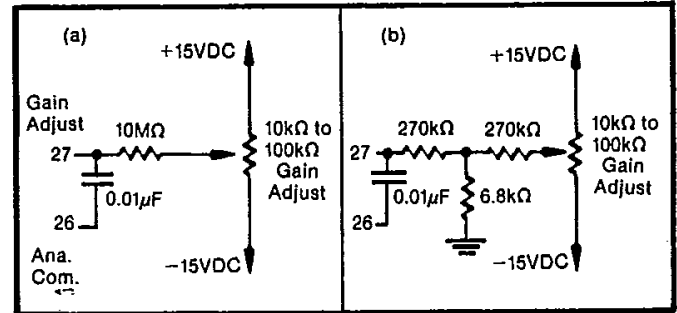 (a)
+15VDC
Gain
Adjust
10MΩ
10kΩ to
100kΩ
Gain
Adjust
27
0.01µF
26
Ana.
Com.
−15VDC
(b)
+15VDC
270kΩ
270kΩ
10kΩ to
100kΩ
Gain
Adjust
27
0.01µF
6.8kΩ
26
−15VDC